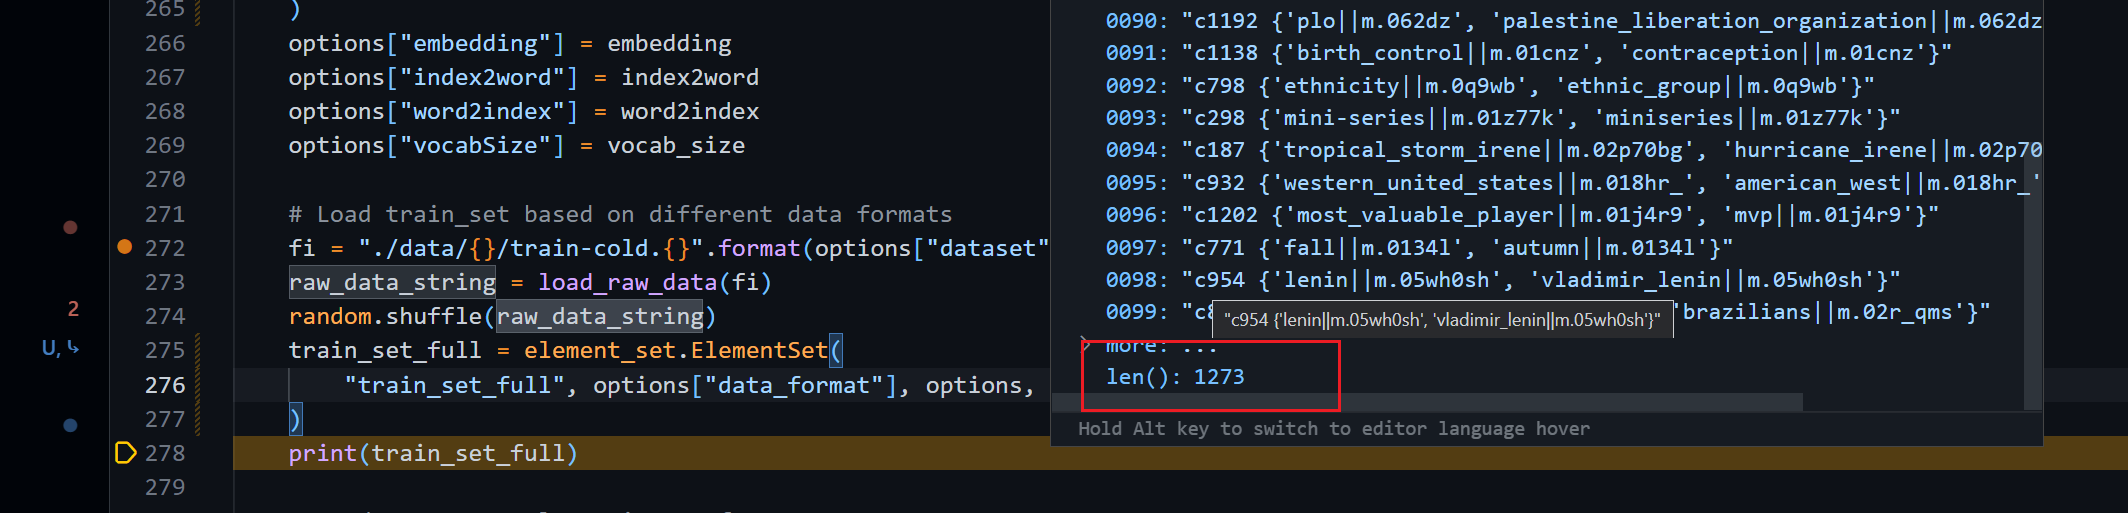 265 )
266 options["embedding"] = embedding
267 options["index2word"] = index2word
268 options["word2index"] = word2index
269 options["vocabSize"] = vocab_size
270
271 # Load train_set based on different data formats
272 fi = "./data/{}/train-cold.{}".format(options["dataset"
273 raw_data_string = load_raw_data(fi)
274 random.shuffle(raw_data_string)
275 train_set_full = element_set.ElementSet(
276 "train_set_full", options["data_format"], options,
277 )
278 print(train_set_full)
279
2
U,
0090: "c1192 {'plo||m.062dz', 'palestine_liberation_organization||m.062dz
0091: "c1138 {'birth_control||m.01cnz', 'contraception||m.01cnz'}"
0092: "c798 {'ethnicity||m.0q9wb', 'ethnic_group||m.0q9wb'}"
0093: "c298 {'mini-series||m.01z77k', 'miniseries||m.01z77k'}"
0094: "c187 {'tropical_storm_irene||m.02p70bg', 'hurricane_irene||m.02p70
0095: "c932 {'western_united_states||m.018hr_', 'american_west||m.018hr_'
0096: "c1202 {'most_valuable_player||m.01j4r9', 'mvp||m.01j4r9'}"
0097: "c771 {'fall||m.0134l', 'autumn||m.0134l'}"
0098: "c954 {'lenin||m.05wh0sh', 'vladimir_lenin||m.05wh0sh'}"
0099: "c 'brazilians||m.02r_qms'}"
"c954 {'lenin||m.05wh0sh', 'vladimir_lenin||m.05wh0sh'}"
more: ...
len(): 1273
Hold Alt key to switch to editor language hover